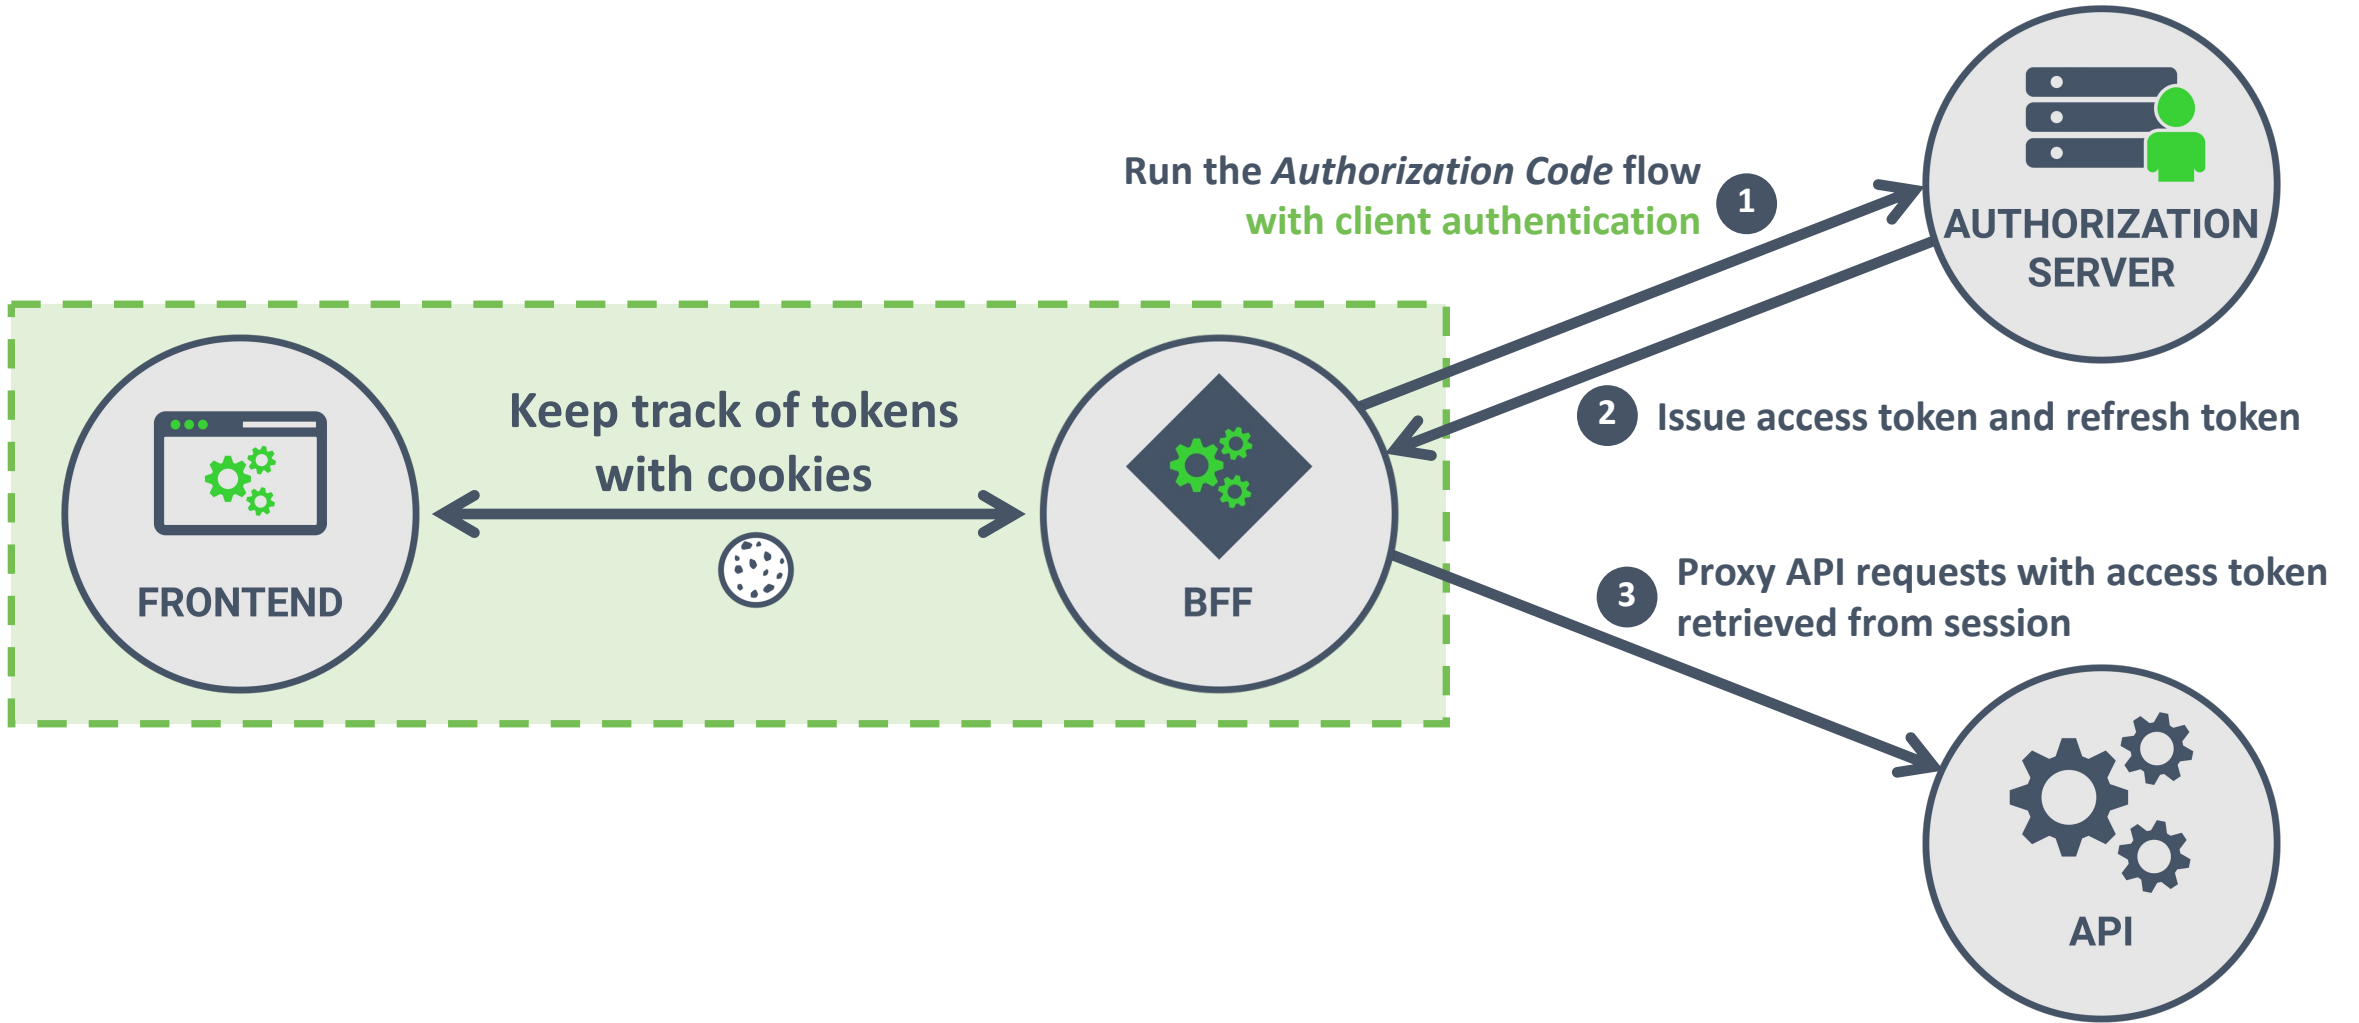 Run the Authorization Code flow
with client authentication
1
AUTHORIZATION
SERVER
2
Issue access token and refresh token
Keep track of tokens
with cookies
FRONTEND
BFF
3
Proxy API requests with access token
retrieved from session
API